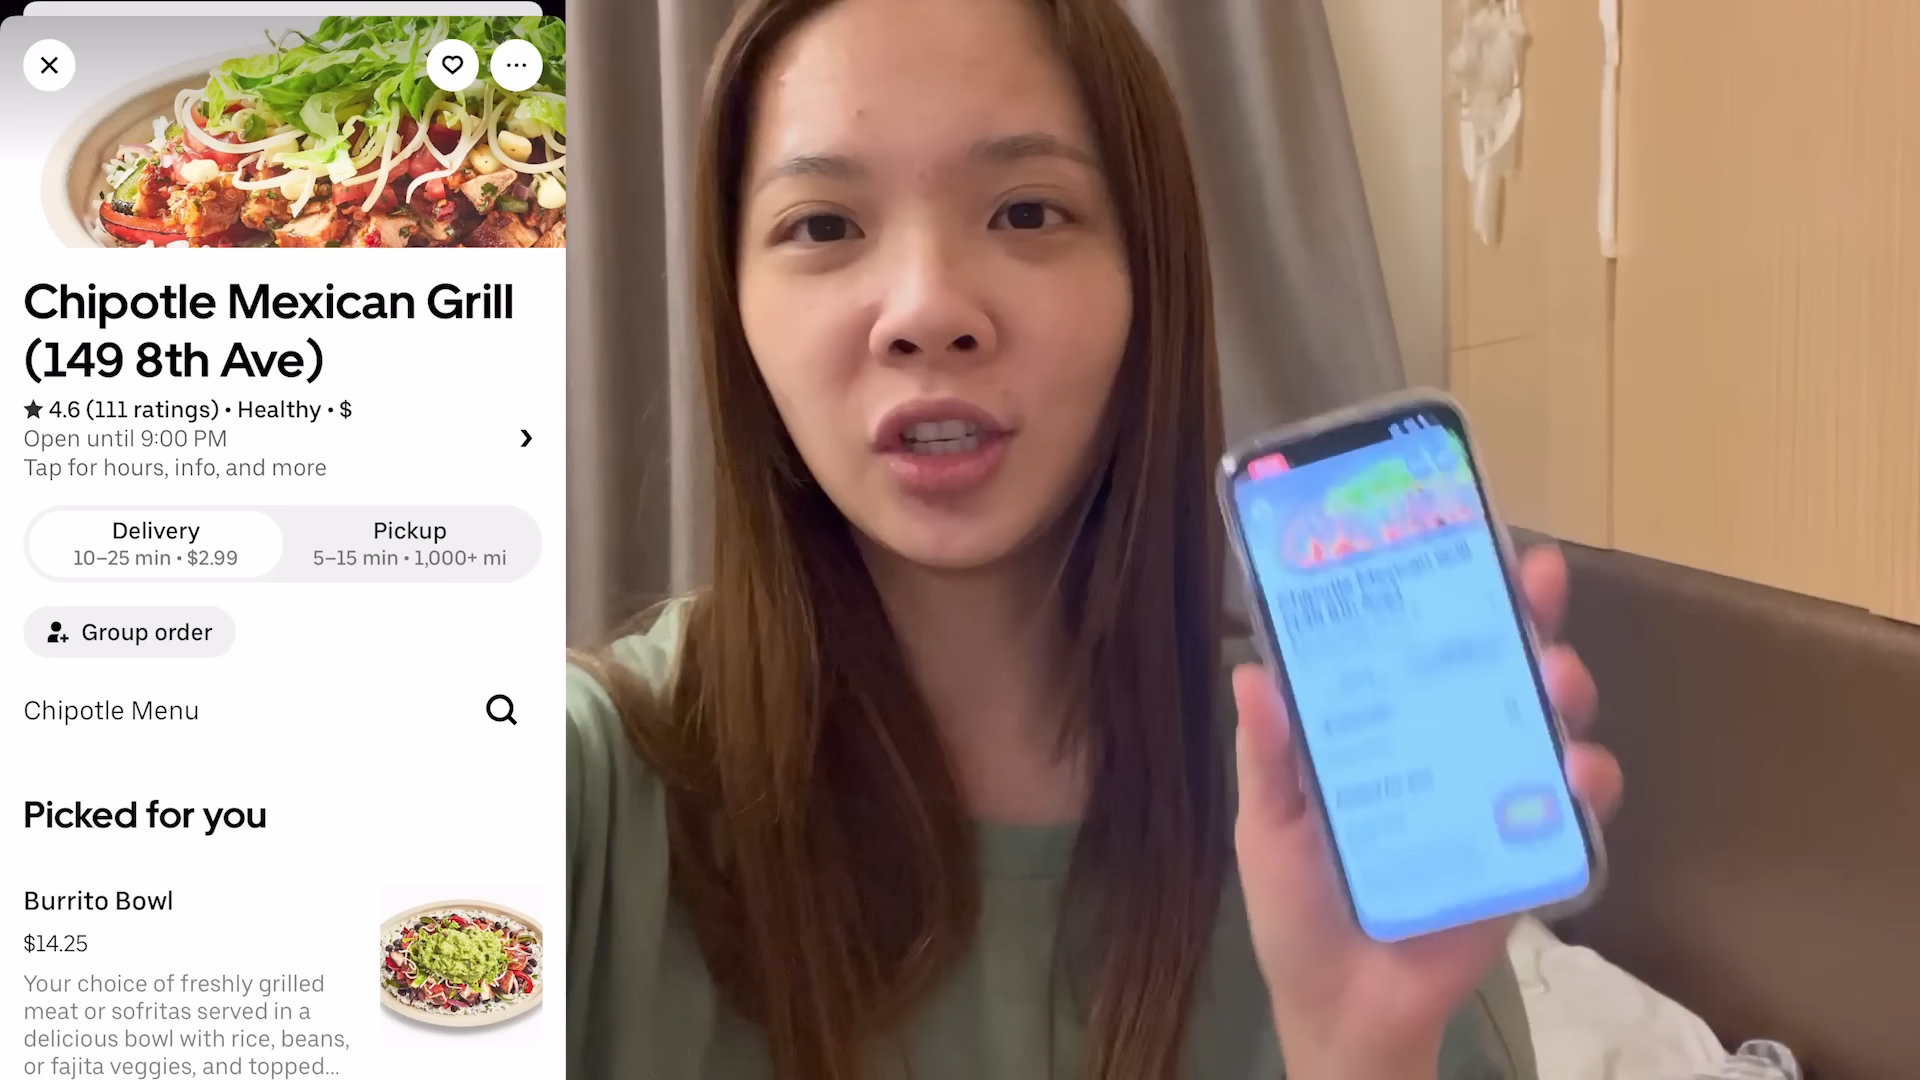 Chipotle Mexican Grill
(149 8th Ave)
★ 4.6 (111 ratings) • Healthy • $
Open until 9:00 PM
Tap for hours, info, and more
Delivery
10–25 min • $2.99
Pickup
5–15 min • 1,000+ mi
Group order
Chipotle Menu
Picked for you
Burrito Bowl
$14.25
Your choice of freshly grilled
meat or sofritas served in a
delicious bowl with rice, beans,
or fajita veggies, and topped...